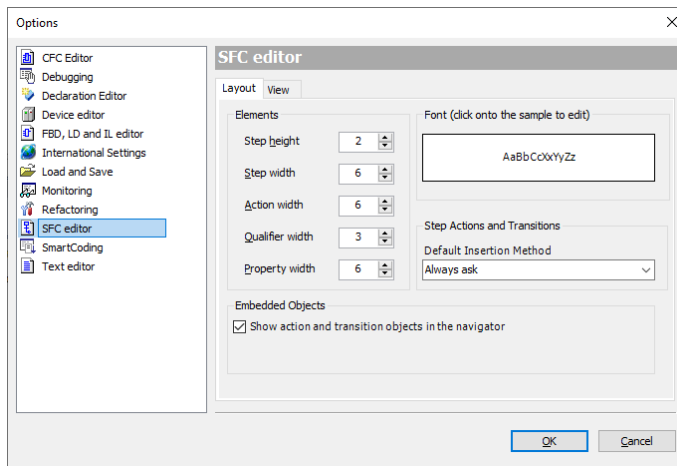 Options
CFC Editor
Debugging
Declaration Editor
Device editor
FBD, LD and IL editor
International Settings
Load and Save
Monitoring
Refactoring
SFC editor
SmartCoding
Text editor
SFC editor
Layout
View
Elements
Step height
2
Step width
6
Action width
6
Qualifier width
3
Property width
6
Font (click onto the sample to edit)
AaBbCcXxYyZz
Step Actions and Transitions
Default Insertion Method
Always ask
Embedded Objects
Show action and transition objects in the navigator
OK
Cancel